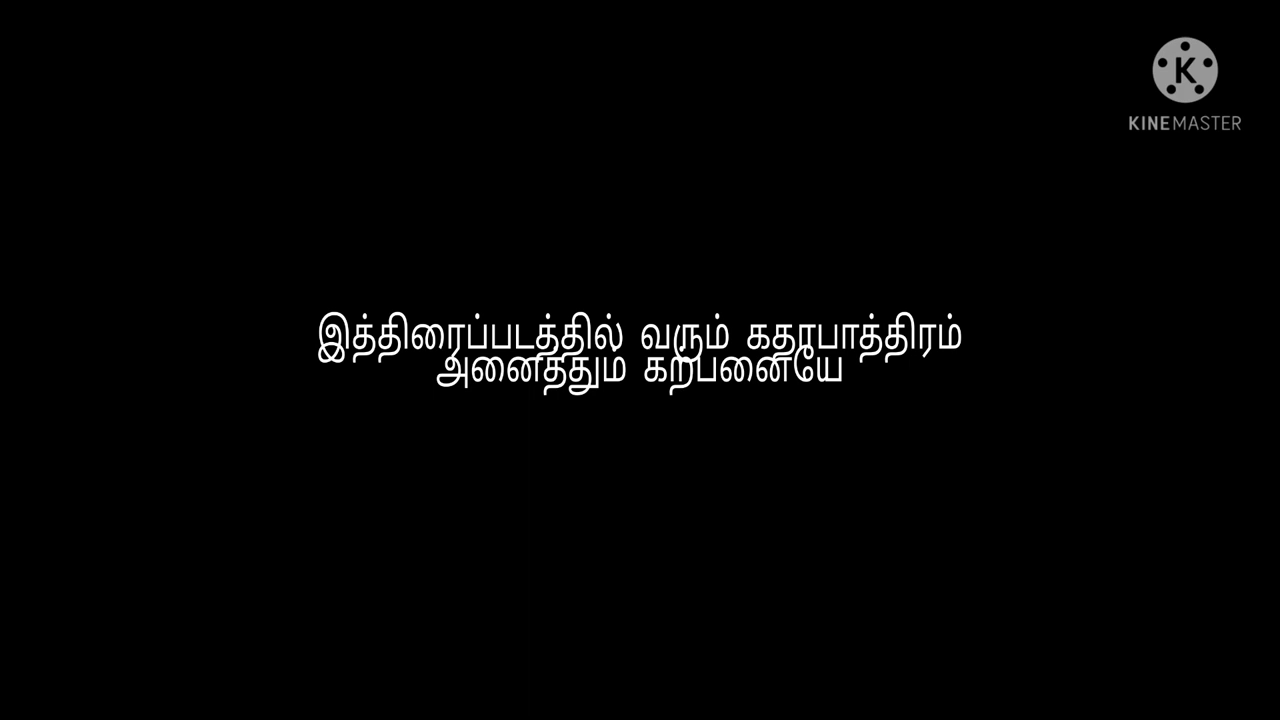 KINEMASTER
இத்திரைப்படத்தில் வரும் கதாபாத்திரம்
அனைத்தும் கற்பனையே